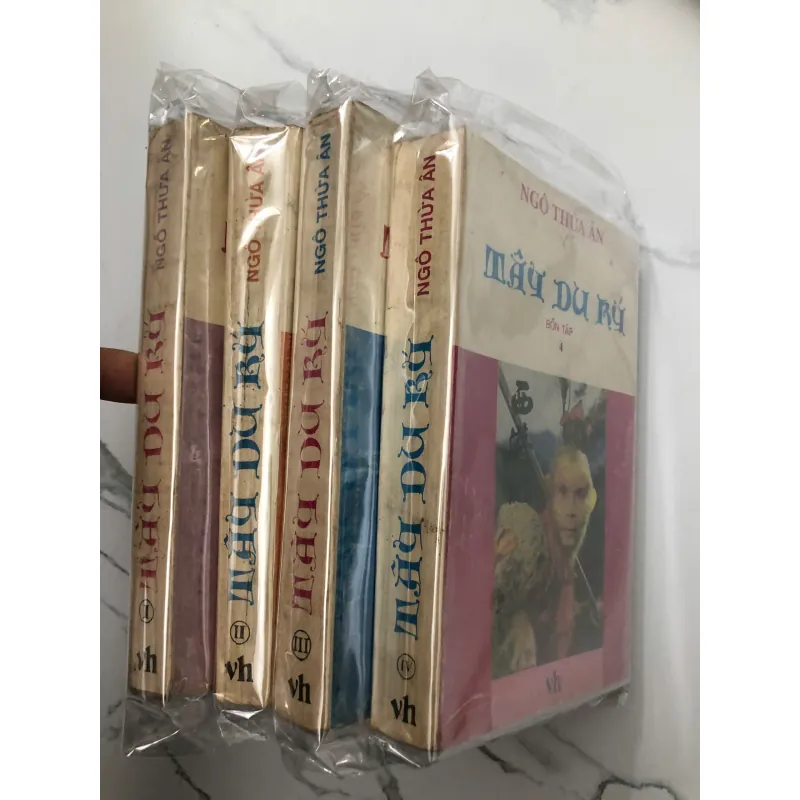 NGÔ THỪA ÂN
TÂY DU KÝ
I
vh
NGÔ THỪA ÂN
TÂY DU KÝ
II
vh
NGÔ THỪA ÂN
TÂY DU KÝ
III
vh
NGÔ THỪA ÂN
TÂY DU KÝ
IV
vh
NGÔ THỪA ÂN
TÂY DU KÝ
BỐN TẬP
4
vh